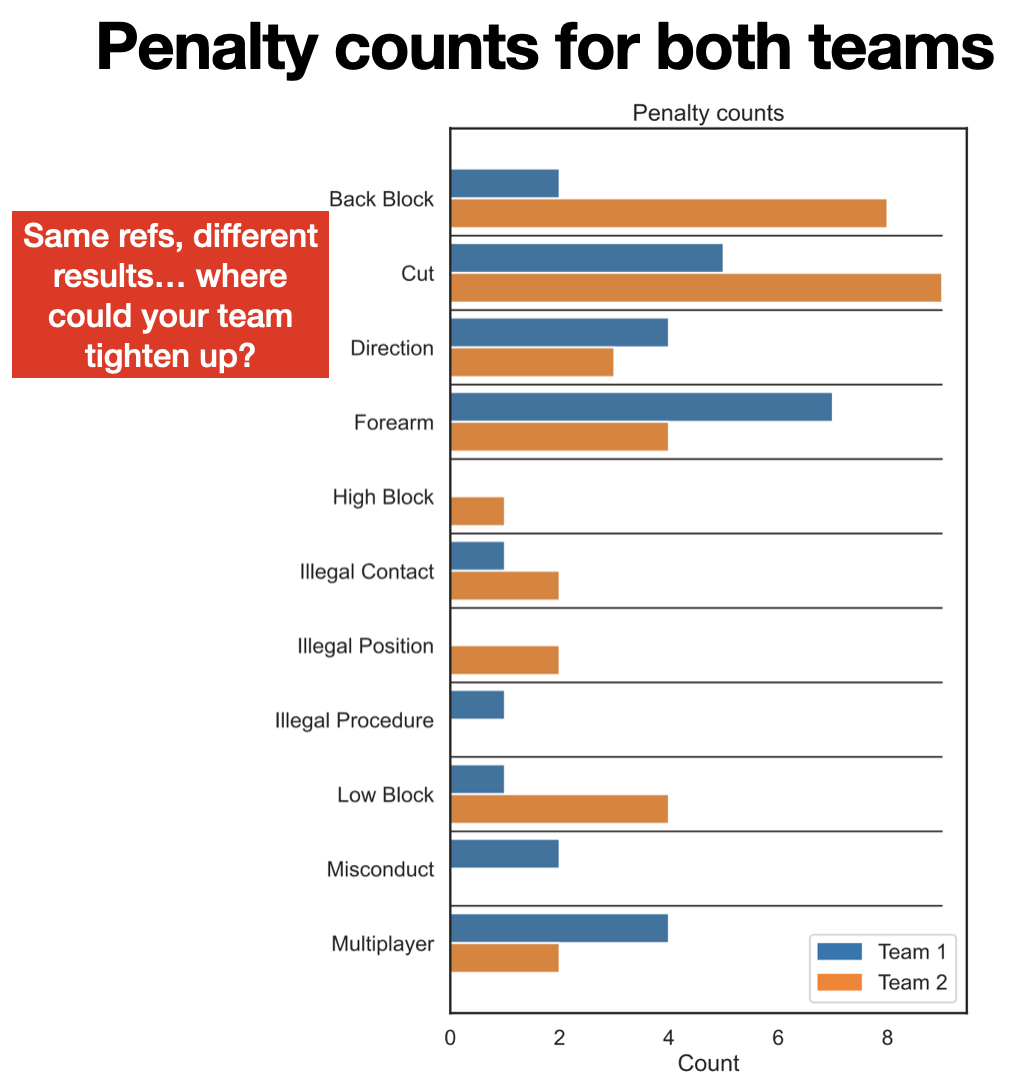 Penalty counts for both teams
Same refs, different
results... where
could your team
tighten up?
Penalty counts
Back Block
Cut
Direction
Forearm
High Block
Illegal Contact
Illegal Position
Illegal Procedure
Low Block
Misconduct
Multiplayer
Team 1
Team 2
0 2 4 6 8
Count